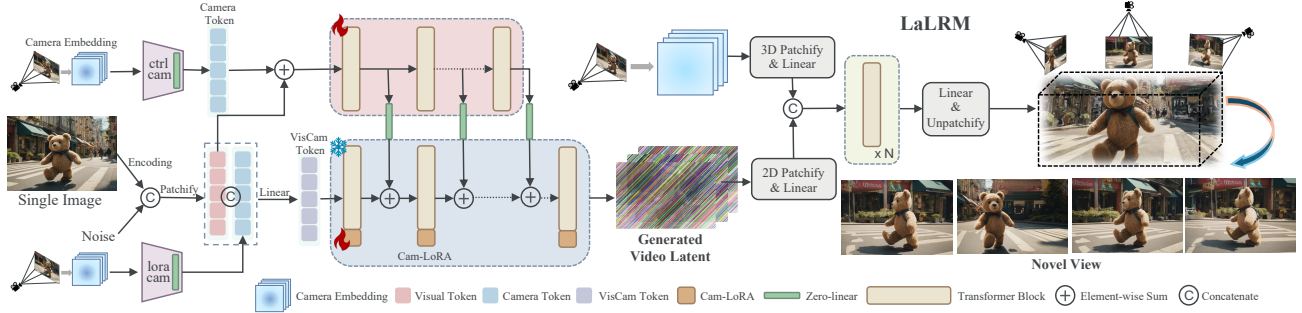 Camera
Token
Camera Embedding
ctrl
cam
LaLRM
3D Patchify
& Linear
Linear
&
Unpatchify
x N
VisCam
Token
Encoding
Patchify
Linear
C
C
C
Single Image
Noise
2D Patchify
& Linear
lora
cam
Cam-LoRA
Generated
Video Latent
Novel View
Camera Embedding
Visual Token
Camera Token
VisCam Token
Cam-LoRA
Zero-linear
Transformer Block
Element-wise Sum
C
Concatenate